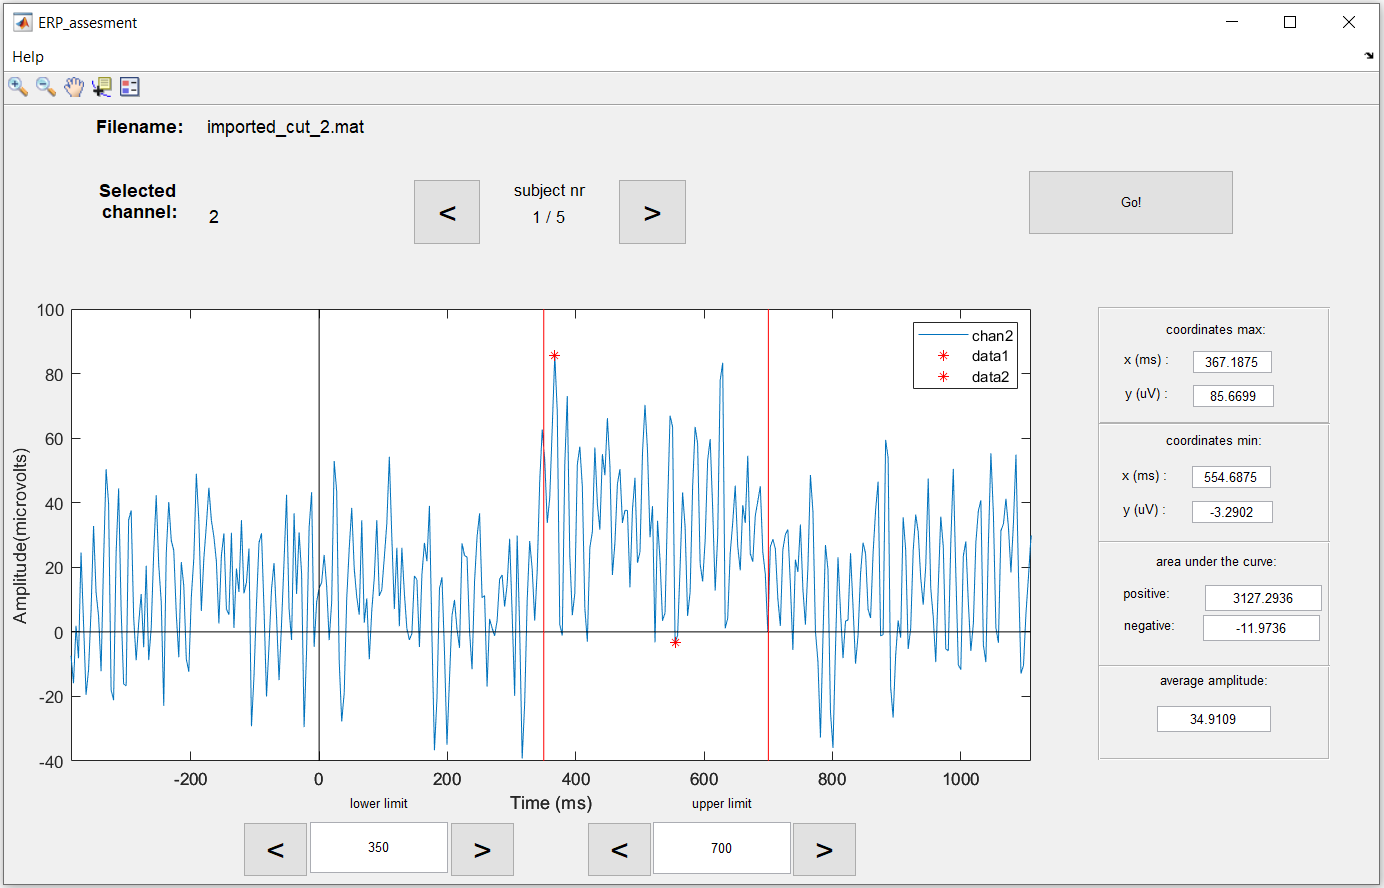 ERP_assesment
Help
Filename: imported_cut_2.mat
Selected channel: 2
<
subject nr
1 / 5
>
Go!
100
80
60
40
20
0
-20
-40
Amplitude(microvolts)
chan2
data1
data2
-200 0 200 400 600 800 1000
Time (ms)
coordinates max:
x (ms) : 367.1875
y (uV) : 85.6699
coordinates min:
x (ms) : 554.6875
y (uV) : -3.2902
area under the curve:
positive: 3127.2936
negative: -11.9736
average amplitude:
34.9109
lower limit
< 350 >
upper limit
< 700 >